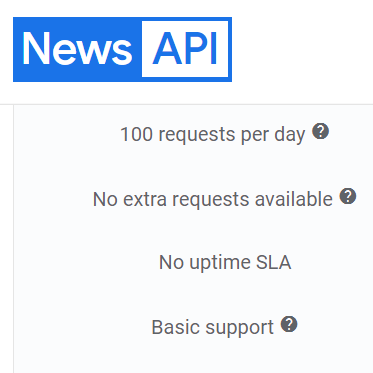 News API
100 requests per day
No extra requests available
No uptime SLA
Basic support